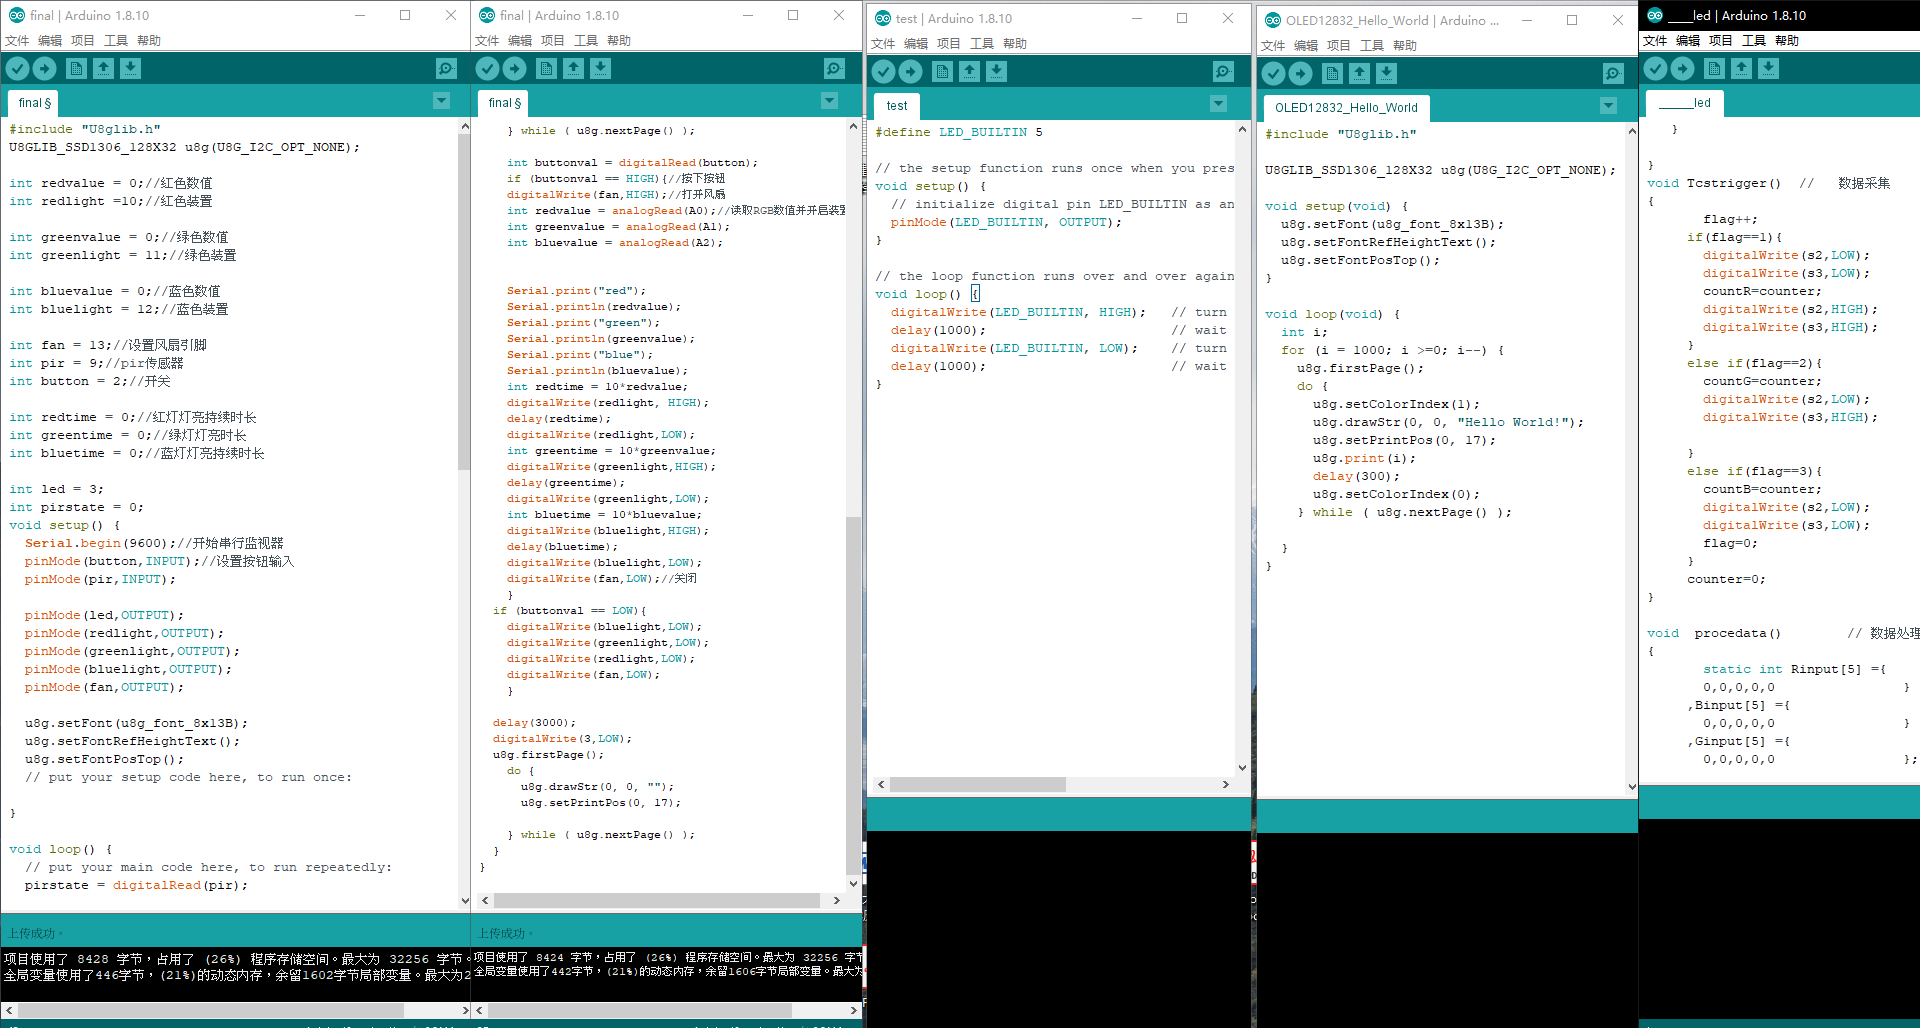 final | Arduino 1.8.10
文件 编辑 项目 工具 帮助
final §
#include "U8glib.h"
U8GLIB_SSD1306_128X32 u8g(U8G_I2C_OPT_NONE);
int redvalue = 0;//红色数值
int redlight =10;//红色装置
int greenvalue = 0;//绿色数值
int greenlight = 11;//绿色装置
int bluevalue = 0;//蓝色数值
int bluelight = 12;//蓝色装置
int fan = 13;//设置风扇引脚
int pir = 9;//pir传感器
int button = 2;//开关
int redtime = 0;//红灯灯亮持续时长
int greentime = 0;//绿灯灯亮时长
int bluetime = 0;//蓝灯灯亮持续时长
int led = 3;
int pirstate = 0;
void setup() {
Serial.begin(9600);//开始串行监视器
pinMode(button,INPUT);//设置按钮输入
pinMode(pir,INPUT);
pinMode(led,OUTPUT);
pinMode(redlight,OUTPUT);
pinMode(greenlight,OUTPUT);
pinMode(bluelight,OUTPUT);
pinMode(fan,OUTPUT);
u8g.setFont(u8g_font_8x13B);
u8g.setFontRefHeightText();
u8g.setFontPosTop();
// put your setup code here, to run once:
}
void loop() {
// put your main code here, to run repeatedly:
pirstate = digitalRead(pir);
上传成功。
项目使用了 8428 字节，占用了 (26%) 程序存储空间。最大为 32256 字节。
全局变量使用了446字节，(21%)的动态内存，余留1602字节局部变量。最大为2
final | Arduino 1.8.10
文件 编辑 项目 工具 帮助
final §
} while ( u8g.nextPage() );
int buttonval = digitalRead(button);
if (buttonval == HIGH){//按下按钮
digitalWrite(fan,HIGH);//打开风扇
int redvalue = analogRead(A0);//读取RGB数值并开启装置
int greenvalue = analogRead(A1);
int bluevalue = analogRead(A2);
Serial.print("red");
Serial.println(redvalue);
Serial.print("green");
Serial.println(greenvalue);
Serial.print("blue");
Serial.println(bluevalue);
int redtime = 10*redvalue;
digitalWrite(redlight, HIGH);
delay(redtime);
digitalWrite(redlight,LOW);
int greentime = 10*greenvalue;
digitalWrite(greenlight,HIGH);
delay(greentime);
digitalWrite(greenlight,LOW);
int bluetime = 10*bluevalue;
digitalWrite(bluelight,HIGH);
delay(bluetime);
digitalWrite(bluelight,LOW);
digitalWrite(fan,LOW);//关闭
}
if (buttonval == LOW){
digitalWrite(bluelight,LOW);
digitalWrite(greenlight,LOW);
digitalWrite(redlight,LOW);
digitalWrite(fan,LOW);
}
delay(3000);
digitalWrite(3,LOW);
u8g.firstPage();
do {
u8g.drawStr(0, 0, "");
u8g.setPrintPos(0, 17);
} while ( u8g.nextPage() );
}
}
上传成功。
项目使用了 8424 字节，占用了 (26%) 程序存储空间。最大为 32256 字节
全局变量使用了442字节，(21%)的动态内存，余留1606字节局部变量。最大为
test | Arduino 1.8.10
文件 编辑 项目 工具 帮助
test
#define LED_BUILTIN 5
// the setup function runs once when you pres
void setup() {
// initialize digital pin LED_BUILTIN as an
pinMode(LED_BUILTIN, OUTPUT);
}
// the loop function runs over and over again
void loop() {
digitalWrite(LED_BUILTIN, HIGH); // turn
delay(1000); // wait
digitalWrite(LED_BUILTIN, LOW); // turn
delay(1000); // wait
}
OLED12832_Hello_World | Arduino ...
文件 编辑 项目 工具 帮助
OLED12832_Hello_World
#include "U8glib.h"
U8GLIB_SSD1306_128X32 u8g(U8G_I2C_OPT_NONE);
void setup(void) {
u8g.setFont(u8g_font_8x13B);
u8g.setFontRefHeightText();
u8g.setFontPosTop();
}
void loop(void) {
int i;
for (i = 1000; i >=0; i--) {
u8g.firstPage();
do {
u8g.setColorIndex(1);
u8g.drawStr(0, 0, "Hello World!");
u8g.setPrintPos(0, 17);
u8g.print(i);
delay(300);
u8g.setColorIndex(0);
} while ( u8g.nextPage() );
}
}
____led | Arduino 1.8.10
文件 编辑 项目 工具 帮助
_____led
}
}
void Tcstrigger() // 数据采集
{
flag++;
if(flag==1){
digitalWrite(s2,LOW);
digitalWrite(s3,LOW);
countR=counter;
digitalWrite(s2,HIGH);
digitalWrite(s3,HIGH);
}
else if(flag==2){
countG=counter;
digitalWrite(s2,LOW);
digitalWrite(s3,HIGH);
}
else if(flag==3){
countB=counter;
digitalWrite(s2,LOW);
digitalWrite(s3,LOW);
flag=0;
}
counter=0;
}
void procedata() // 数据处理
{
static int Rinput[5] ={
0,0,0,0,0 }
,Binput[5] ={
0,0,0,0,0 }
,Ginput[5] ={
0,0,0,0,0 };